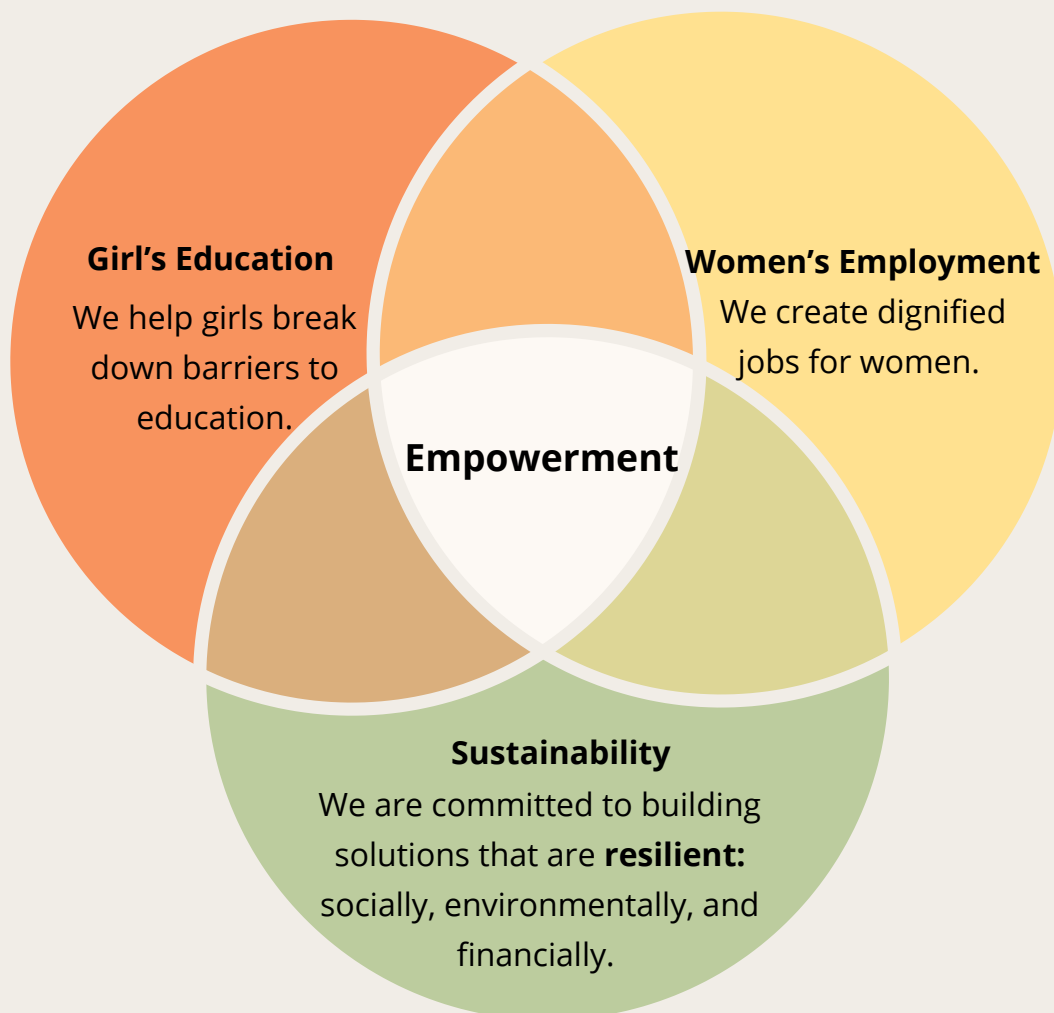 Girl’s Education
We help girls break
down barriers to
education.
Women’s Employment
We create dignified
jobs for women.
Empowerment
Sustainability
We are committed to building
solutions that are resilient:
socially, environmentally, and
financially.